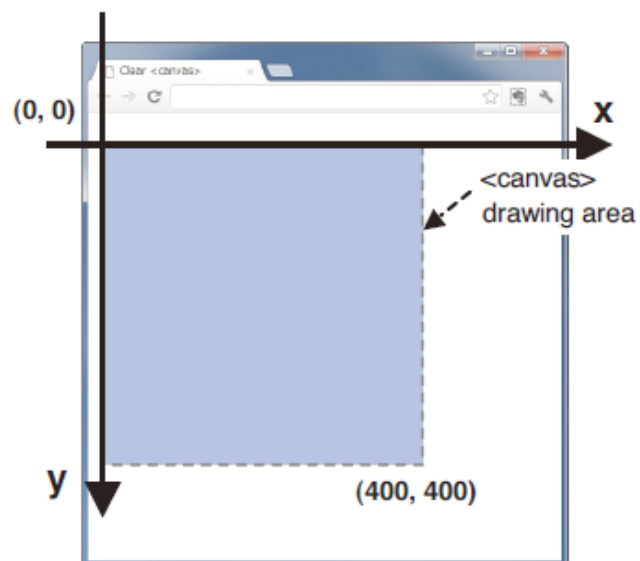 Clear <canvas>
(0, 0)
x
<canvas>
drawing area
y
(400, 400)